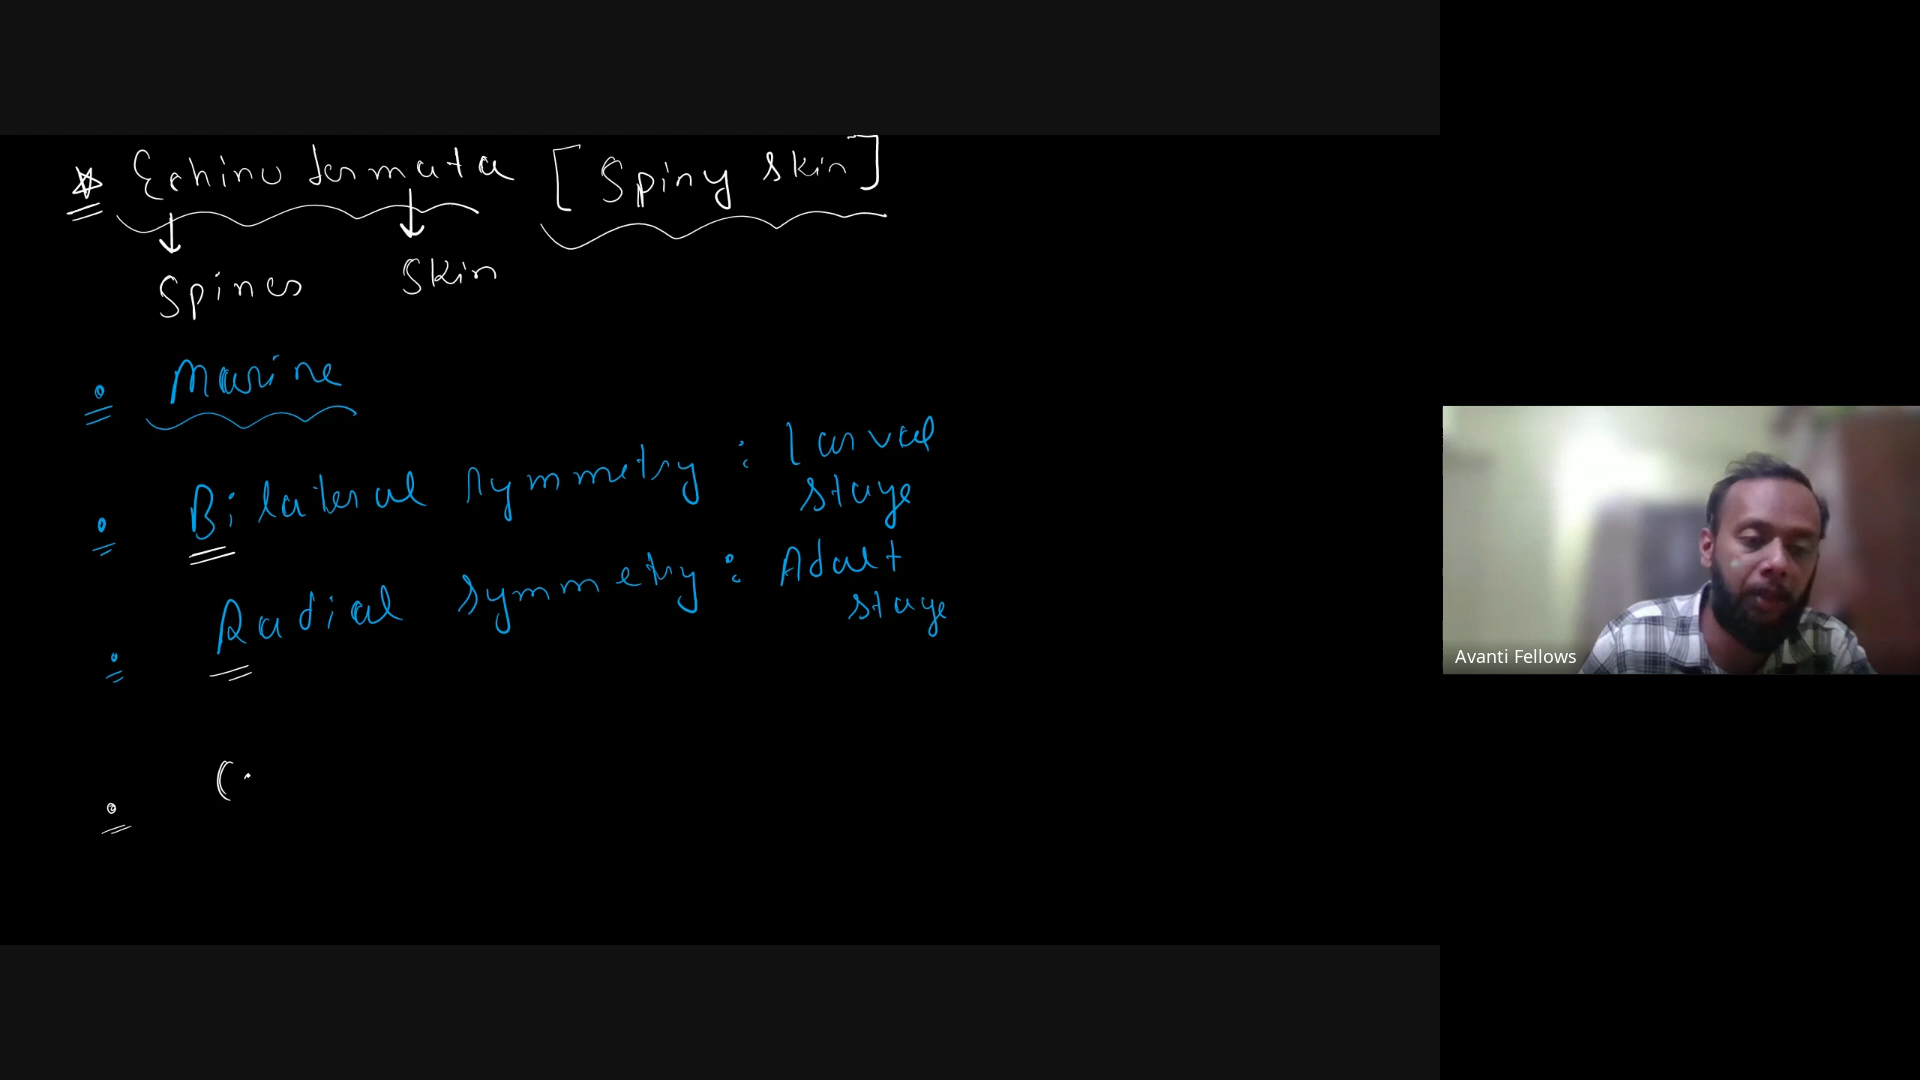 Echinodermata [Spiny skin]
Spines Skin
Marine
Bilateral symmetry : Larval
stage
Radial symmetry : Adult
stage
Avanti Fellows